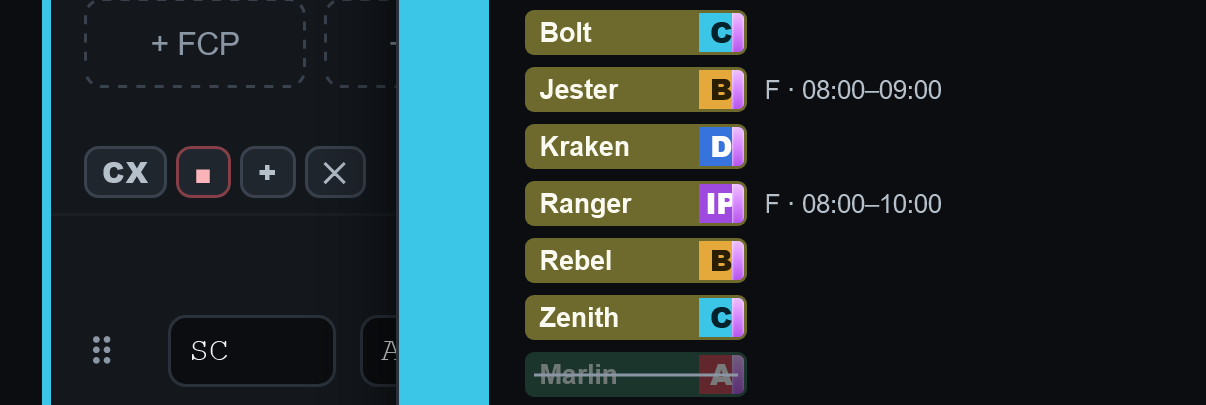 + FCP
CX + ×
SC A
Bolt C
Jester B F · 08:00–09:00
Kraken D
Ranger IP F · 08:00–10:00
Rebel B
Zenith C
Marlin A